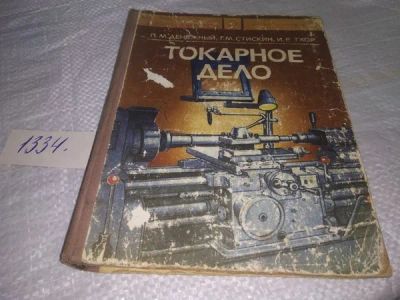 П.М. ДЕНЕЖНЫЙ, Г.М. СТИСКИН, И.Е. ТХОР
ТОКАРНОЕ
ДЕЛО
1334.